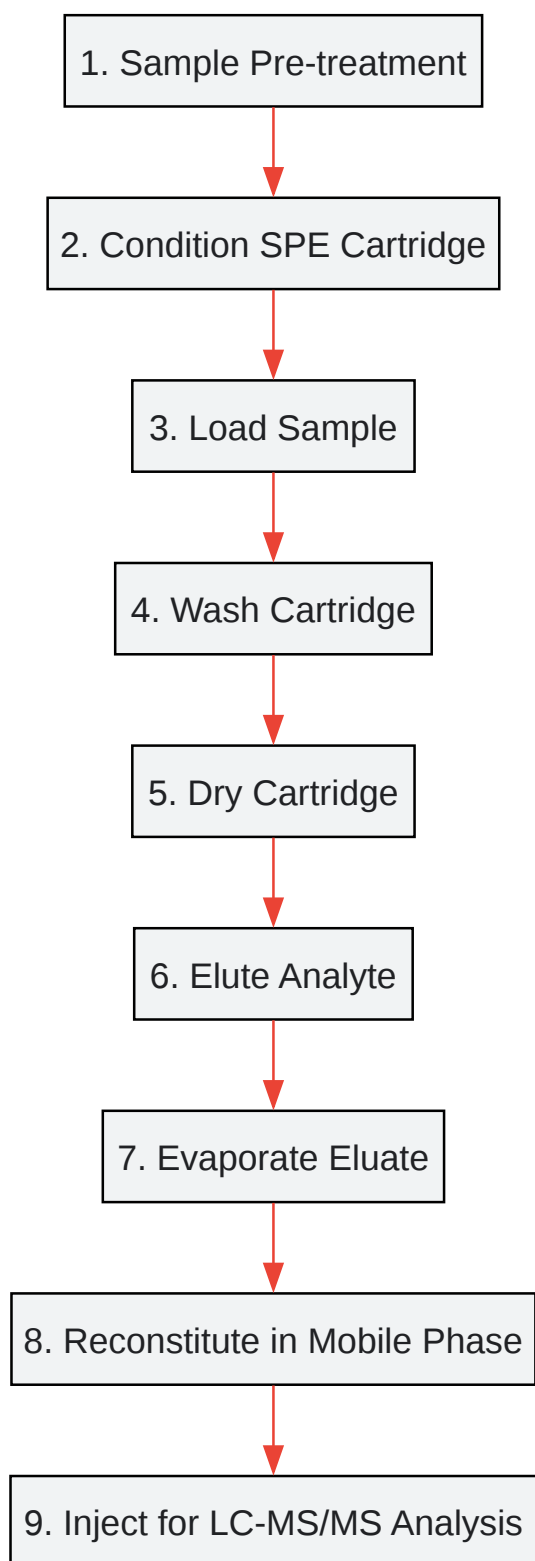 1. Sample Pre-treatment
2. Condition SPE Cartridge
3. Load Sample
4. Wash Cartridge
5. Dry Cartridge
6. Elute Analyte
7. Evaporate Eluate
8. Reconstitute in Mobile Phase
9. Inject for LC-MS/MS Analysis